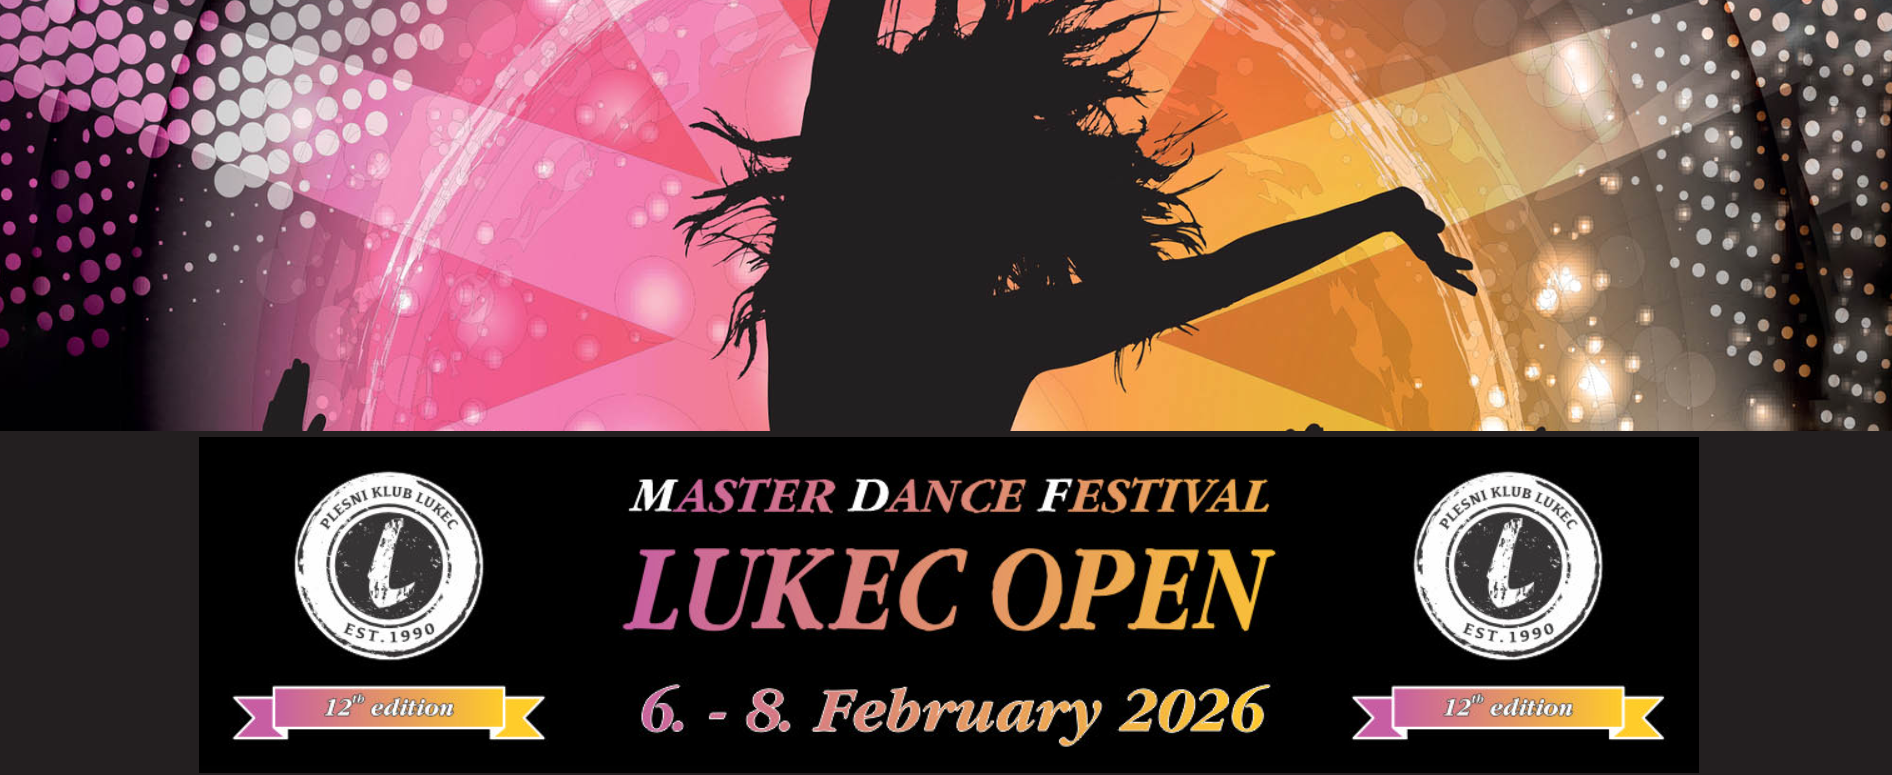 PLESNI KLUB LUKEC
L
EST. 1990
12th edition
MASTER DANCE FESTIVAL
LUKEC OPEN
6. - 8. February 2026
PLESNI KLUB LUKEC
L
EST. 1990
12th edition